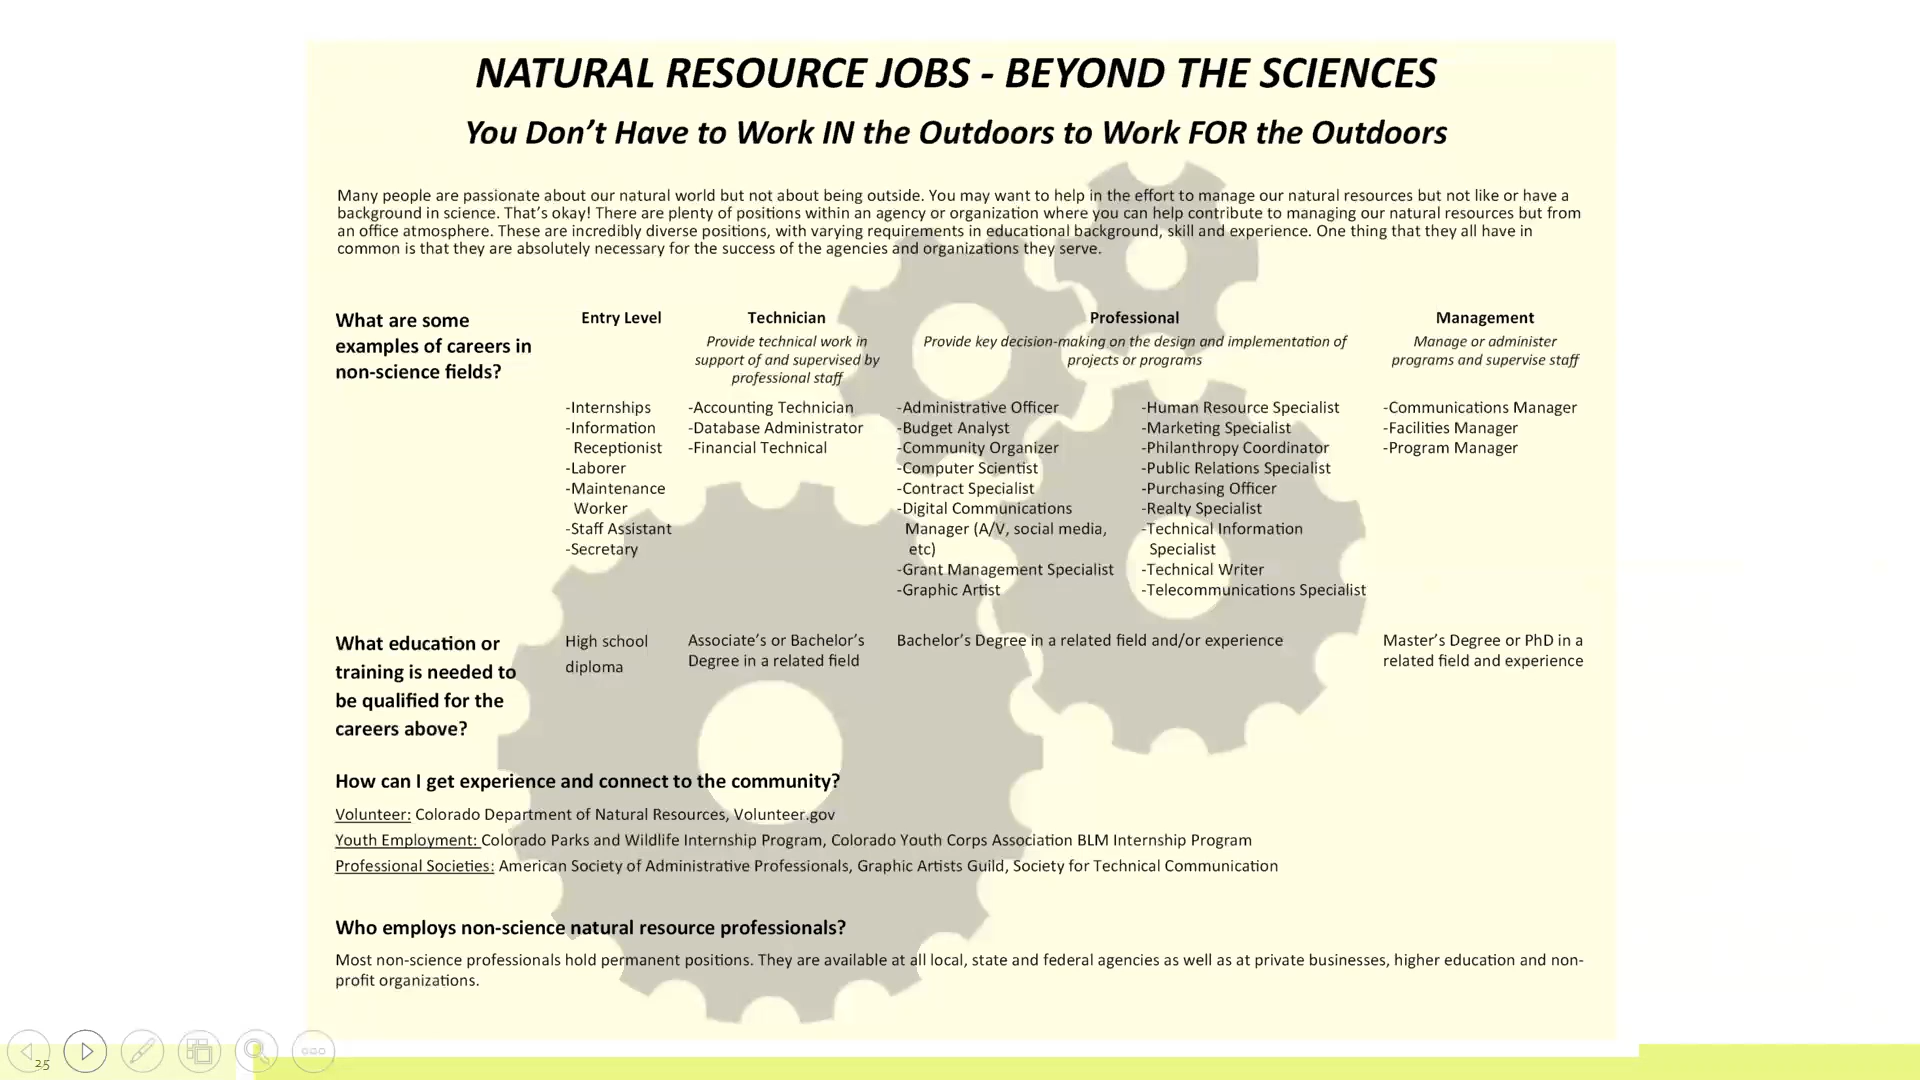 NATURAL RESOURCE JOBS - BEYOND THE SCIENCES
You Don’t Have to Work IN the Outdoors to Work FOR the Outdoors
Many people are passionate about our natural world but not about being outside. You may want to help in the effort to manage our natural resources but not like or have a
background in science. That’s okay! There are plenty of positions within an agency or organization where you can help contribute to managing our natural resources but from
an office atmosphere. These are incredibly diverse positions, with varying requirements in educational background, skill and experience. One thing that they all have in
common is that they are absolutely necessary for the success of the agencies and organizations they serve.
What are some
examples of careers in
non-science fields?
Entry Level
-Internships
-Information
Receptionist
-Laborer
-Maintenance
Worker
-Staff Assistant
-Secretary
Technician
Provide technical work in
support of and supervised by
professional staff
-Accounting Technician
-Database Administrator
-Financial Technical
Professional
Provide key decision-making on the design and implementation of
projects or programs
-Administrative Officer
-Budget Analyst
-Community Organizer
-Computer Scientist
-Contract Specialist
-Digital Communications
Manager (A/V, social media,
etc)
-Grant Management Specialist
-Graphic Artist
-Human Resource Specialist
-Marketing Specialist
-Philanthropy Coordinator
-Public Relations Specialist
-Purchasing Officer
-Realty Specialist
-Technical Information
Specialist
-Technical Writer
-Telecommunications Specialist
Management
Manage or administer
programs and supervise staff
-Communications Manager
-Facilities Manager
-Program Manager
What education or
training is needed to
be qualified for the
careers above?
High school
diploma
Associate’s or Bachelor’s
Degree in a related field
Bachelor’s Degree in a related field and/or experience
Master’s Degree or PhD in a
related field and experience
How can I get experience and connect to the community?
Volunteer: Colorado Department of Natural Resources, Volunteer.gov
Youth Employment: Colorado Parks and Wildlife Internship Program, Colorado Youth Corps Association BLM Internship Program
Professional Societies: American Society of Administrative Professionals, Graphic Artists Guild, Society for Technical Communication
Who employs non-science natural resource professionals?
Most non-science professionals hold permanent positions. They are available at all local, state and federal agencies as well as at private businesses, higher education and non-
profit organizations.
25